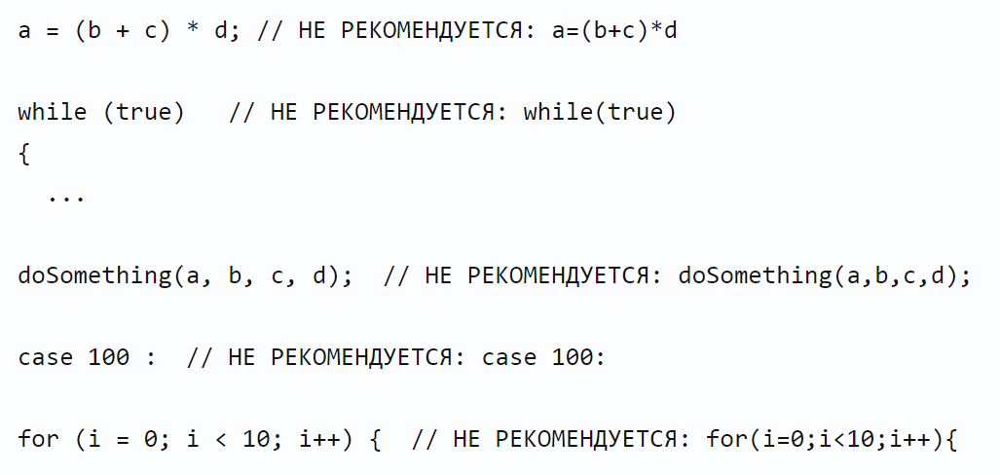 a = (b + c) * d; // НЕ РЕКОМЕНДУЕТСЯ: a=(b+c)*d
while (true)   // НЕ РЕКОМЕНДУЕТСЯ: while(true)
{
  ...
doSomething(a, b, c, d);  // НЕ РЕКОМЕНДУЕТСЯ: doSomething(a,b,c,d);
case 100 :  // НЕ РЕКОМЕНДУЕТСЯ: case 100:
for (i = 0; i < 10; i++) {  // НЕ РЕКОМЕНДУЕТСЯ: for(i=0;i<10;i++){